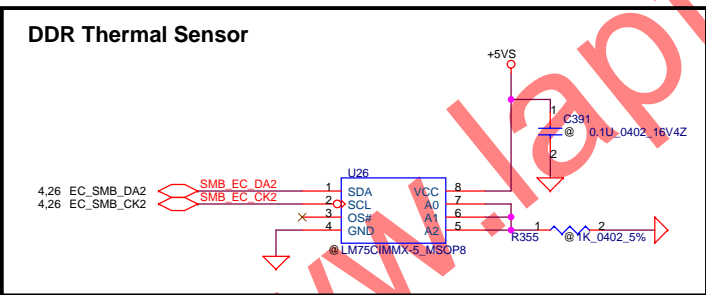 DDR Thermal Sensor
+5VS
1
C391
@ 0.1U_0402_16V4Z
2
U26
4,26 EC_SMB_DA2 SMB_EC_DA2 1 SDA VCC 8
4,26 EC_SMB_CK2 SMB_EC_CK2 2 SCL A0 7
3 OS# A1 6
4 GND A2 5
R355 1 2 @1K_0402_5%
@LM75CIMMX-5_MSOP8
www.lap